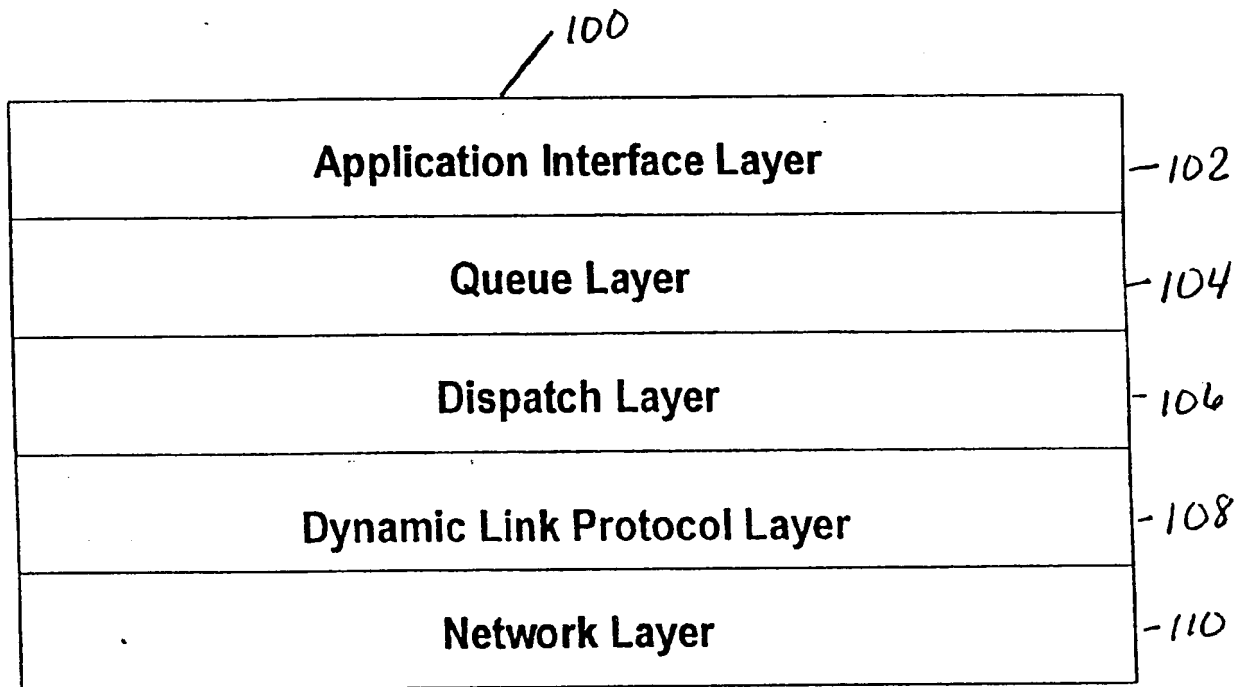 100
Application Interface Layer
102
Queue Layer
104
Dispatch Layer
106
Dynamic Link Protocol Layer
108
Network Layer
110